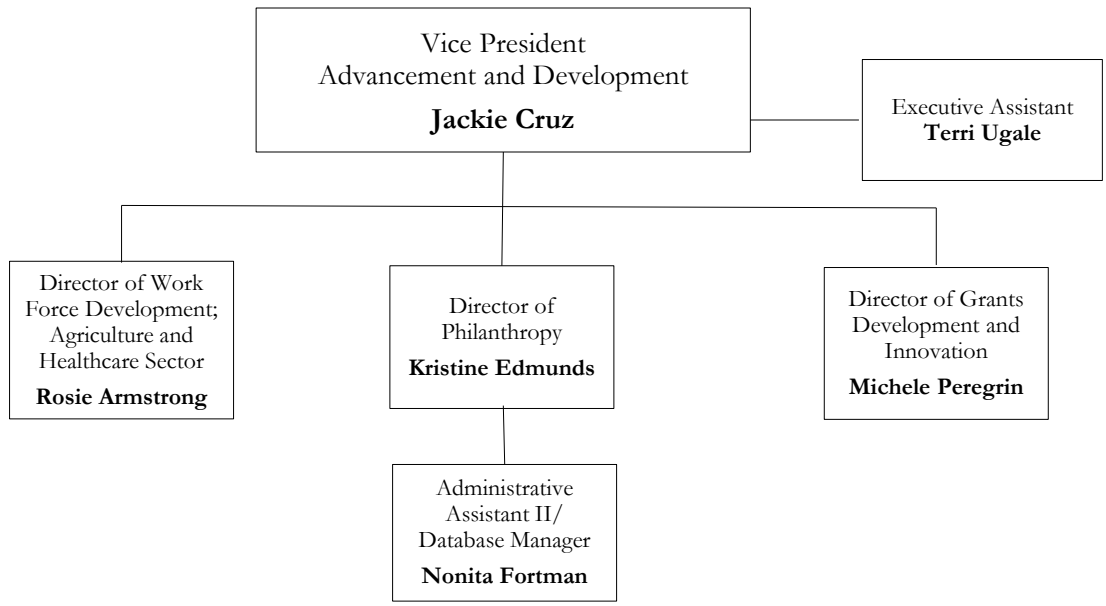 Vice President
Advancement and Development
Jackie Cruz
Executive Assistant
Terri Ugale
Director of Work
Force Development;
Agriculture and
Healthcare Sector
Rosie Armstrong
Director of
Philanthropy
Kristine Edmunds
Director of Grants
Development and
Innovation
Michele Peregrin
Administrative
Assistant II/
Database Manager
Nonita Fortman